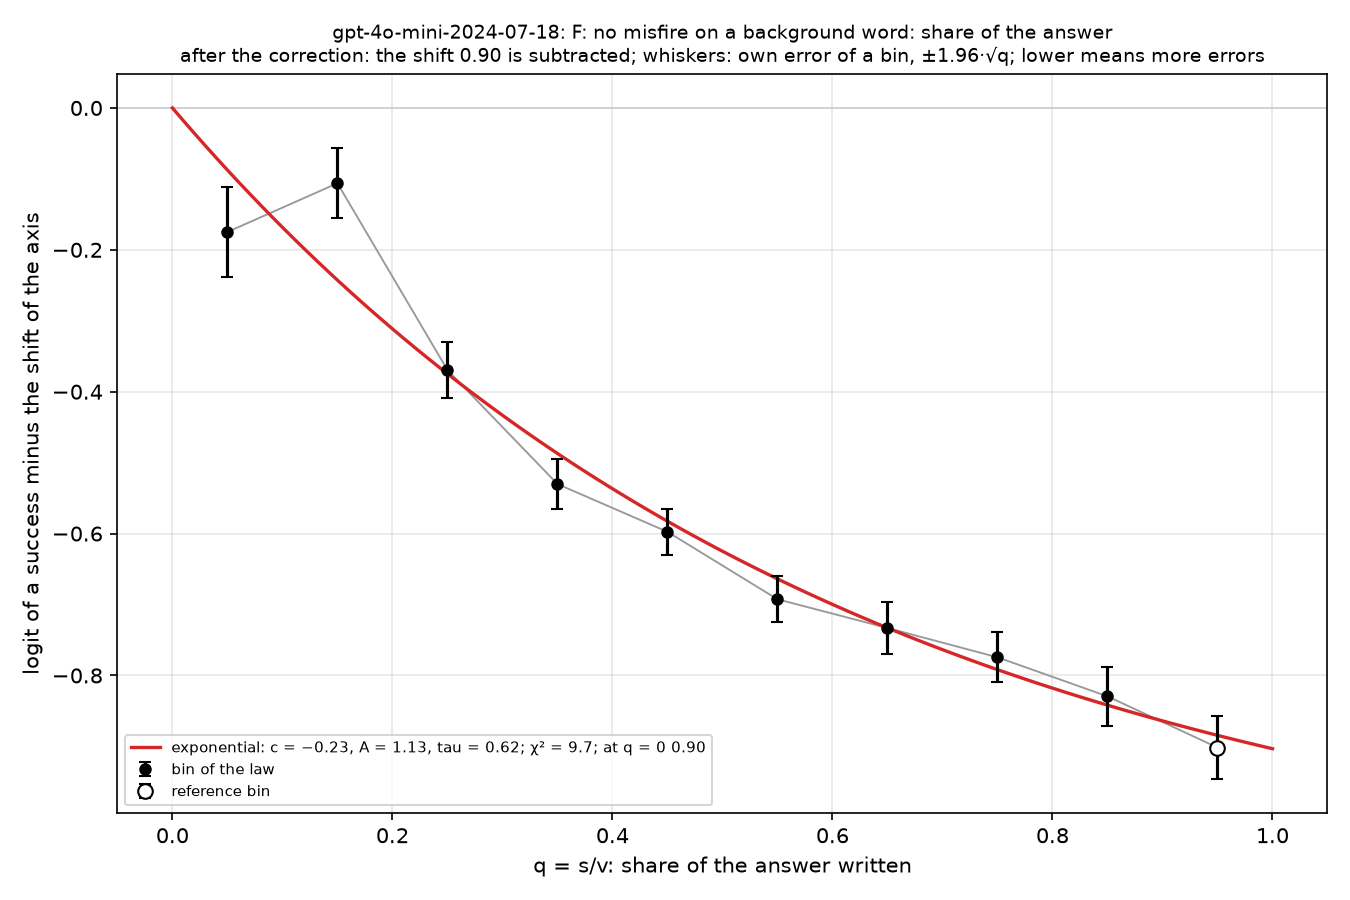 gpt-4o-mini-2024-07-18: F: no misfire on a background word: share of the answer
after the correction: the shift 0.90 is subtracted; whiskers: own error of a bin, ±1.96·√q; lower means more errors
logit of a success minus the shift of the axis
0.0
−0.2
−0.4
−0.6
−0.8
exponential: c = −0.23, A = 1.13, tau = 0.62; χ² = 9.7; at q = 0 0.90
bin of the law
reference bin
0.0 0.2 0.4 0.6 0.8 1.0
q = s/v: share of the answer written